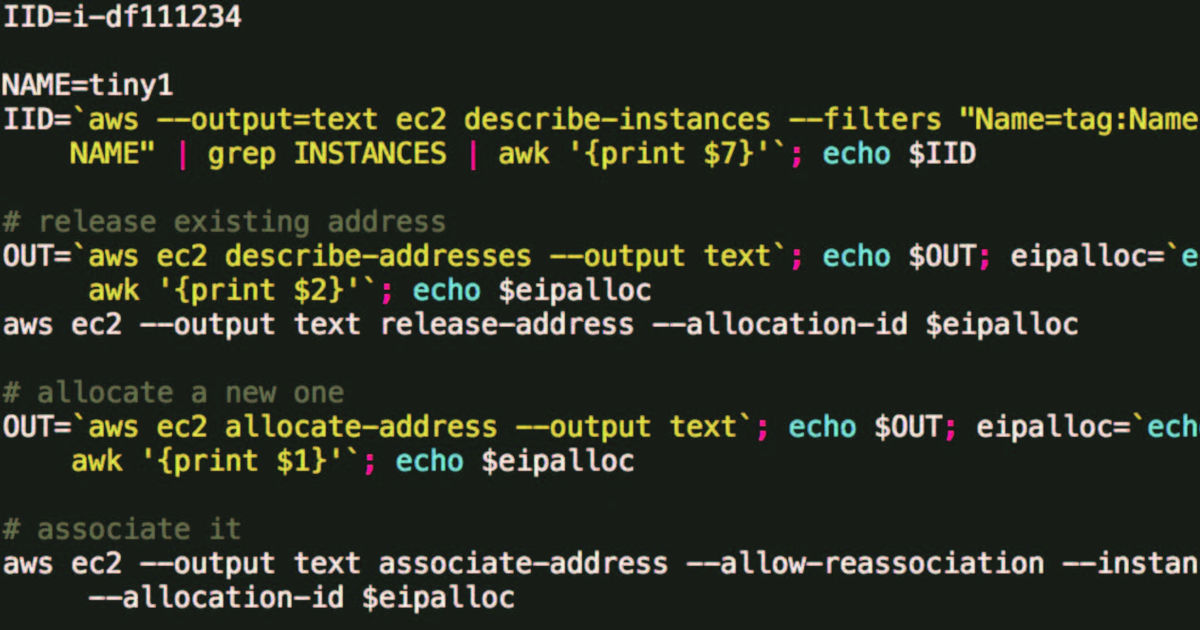 IID=i-df111234
NAME=tiny1
IID=`aws --output=text ec2 describe-instances --filters "Name=tag:Name
NAME" | grep INSTANCES | awk '{print $7}'`; echo $IID
# release existing address
OUT=`aws ec2 describe-addresses --output text`; echo $OUT; eipalloc=`e
awk '{print $2}'`; echo $eipalloc
aws ec2 --output text release-address --allocation-id $eipalloc
# allocate a new one
OUT=`aws ec2 allocate-address --output text`; echo $OUT; eipalloc=`ech
awk '{print $1}'`; echo $eipalloc
# associate it
aws ec2 --output text associate-address --allow-reassociation --instan
--allocation-id $eipalloc